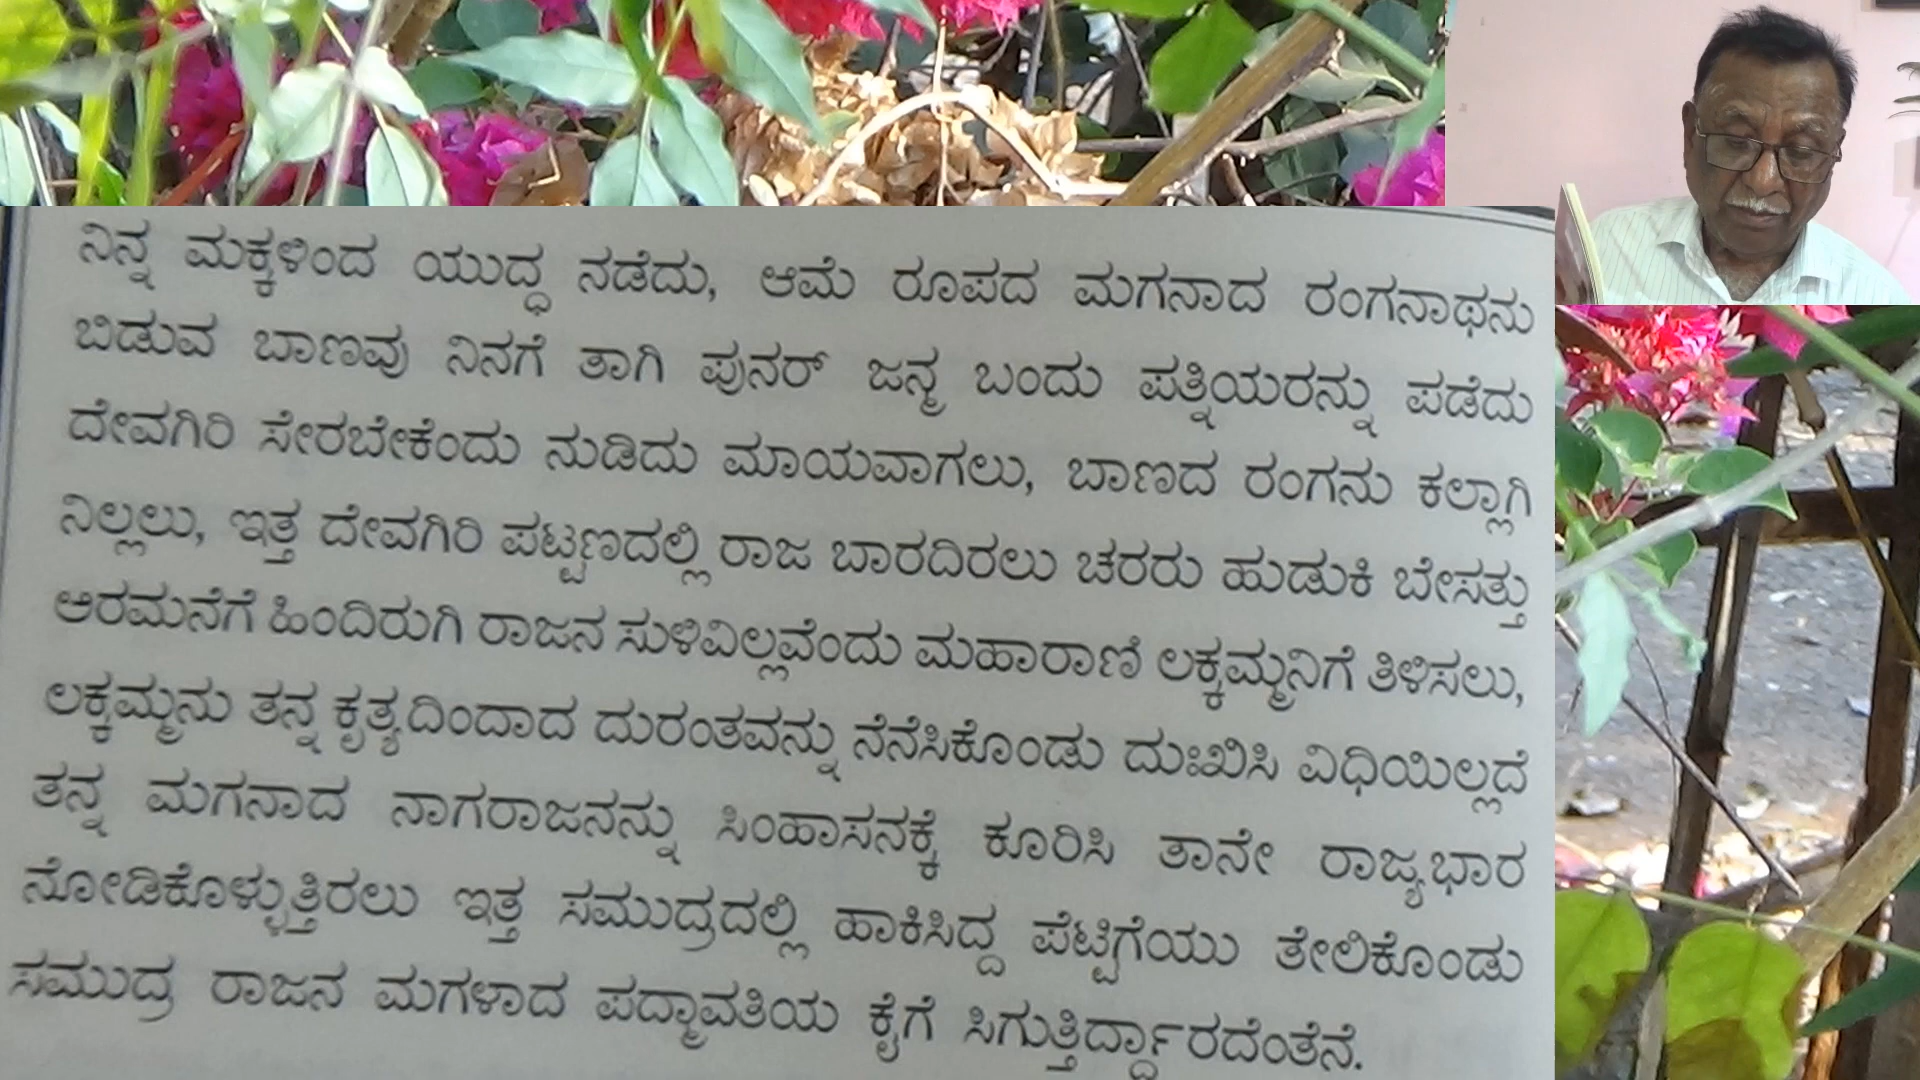 ನಿನ್ನ ಮಕ್ಕಳಿಂದ ಯುದ್ಧ ನಡೆದು, ಆಮೆ ರೂಪದ ಮಗನಾದ ರಂಗನಾಥನು
ಬಿಡುವ ಬಾಣವು ನಿನಗೆ ತಾಗಿ ಪುನರ್ ಜನ್ಮ ಬಂದು ಪತ್ನಿಯರನ್ನು ಪಡೆದು
ದೇವಗಿರಿ ಸೇರಬೇಕೆಂದು ನುಡಿದು ಮಾಯವಾಗಲು, ಬಾಣದ ರಂಗನು ಕಲ್ಲಾಗಿ
ನಿಲ್ಲಲು, ಇತ್ತ ದೇವಗಿರಿ ಪಟ್ಟಣದಲ್ಲಿ ರಾಜ ಬಾರದಿರಲು ಚರರು ಹುಡುಕಿ ಬೇಸತ್ತು
ಅರಮನೆಗೆ ಹಿಂದಿರುಗಿ ರಾಜನ ಸುಳಿವಿಲ್ಲವೆಂದು ಮಹಾರಾಣಿ ಲಕ್ಕಮ್ಮನಿಗೆ ತಿಳಿಸಲು,
ಲಕ್ಕಮ್ಮನು ತನ್ನ ಕೃತ್ಯದಿಂದಾದ ದುರಂತವನ್ನು ನೆನೆಸಿಕೊಂಡು ದುಃಖಿಸಿ ವಿಧಿಯಿಲ್ಲದೆ
ತನ್ನ ಮಗನಾದ ನಾಗರಾಜನನ್ನು ಸಿಂಹಾಸನಕ್ಕೆ ಕೂರಿಸಿ ತಾನೇ ರಾಜ್ಯಭಾರ
ನೋಡಿಕೊಳ್ಳುತ್ತಿರಲು ಇತ್ತ ಸಮುದ್ರದಲ್ಲಿ ಹಾಕಿಸಿದ್ದ ಪೆಟ್ಟಿಗೆಯು ತೇಲಿಕೊಂಡು
ಸಮುದ್ರ ರಾಜನ ಮಗಳಾದ ಪದ್ಮಾವತಿಯ ಕೈಗೆ ಸಿಗುತ್ತಿರ್ದ್ದಾರದೆಂತೆನೆ.